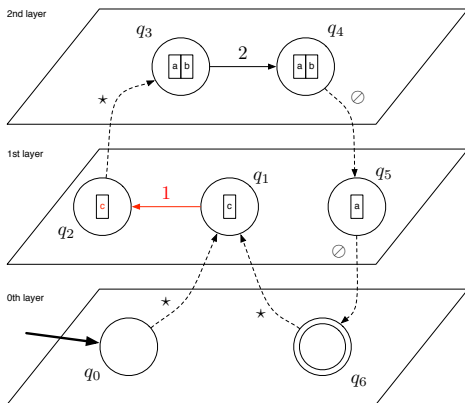 2nd layer
q3 2 q4
a b a b
⋆ ⊘
1st layer
q1 q5
1
c c a
q2
⊘
⋆ ⋆
0th layer
q0 q6